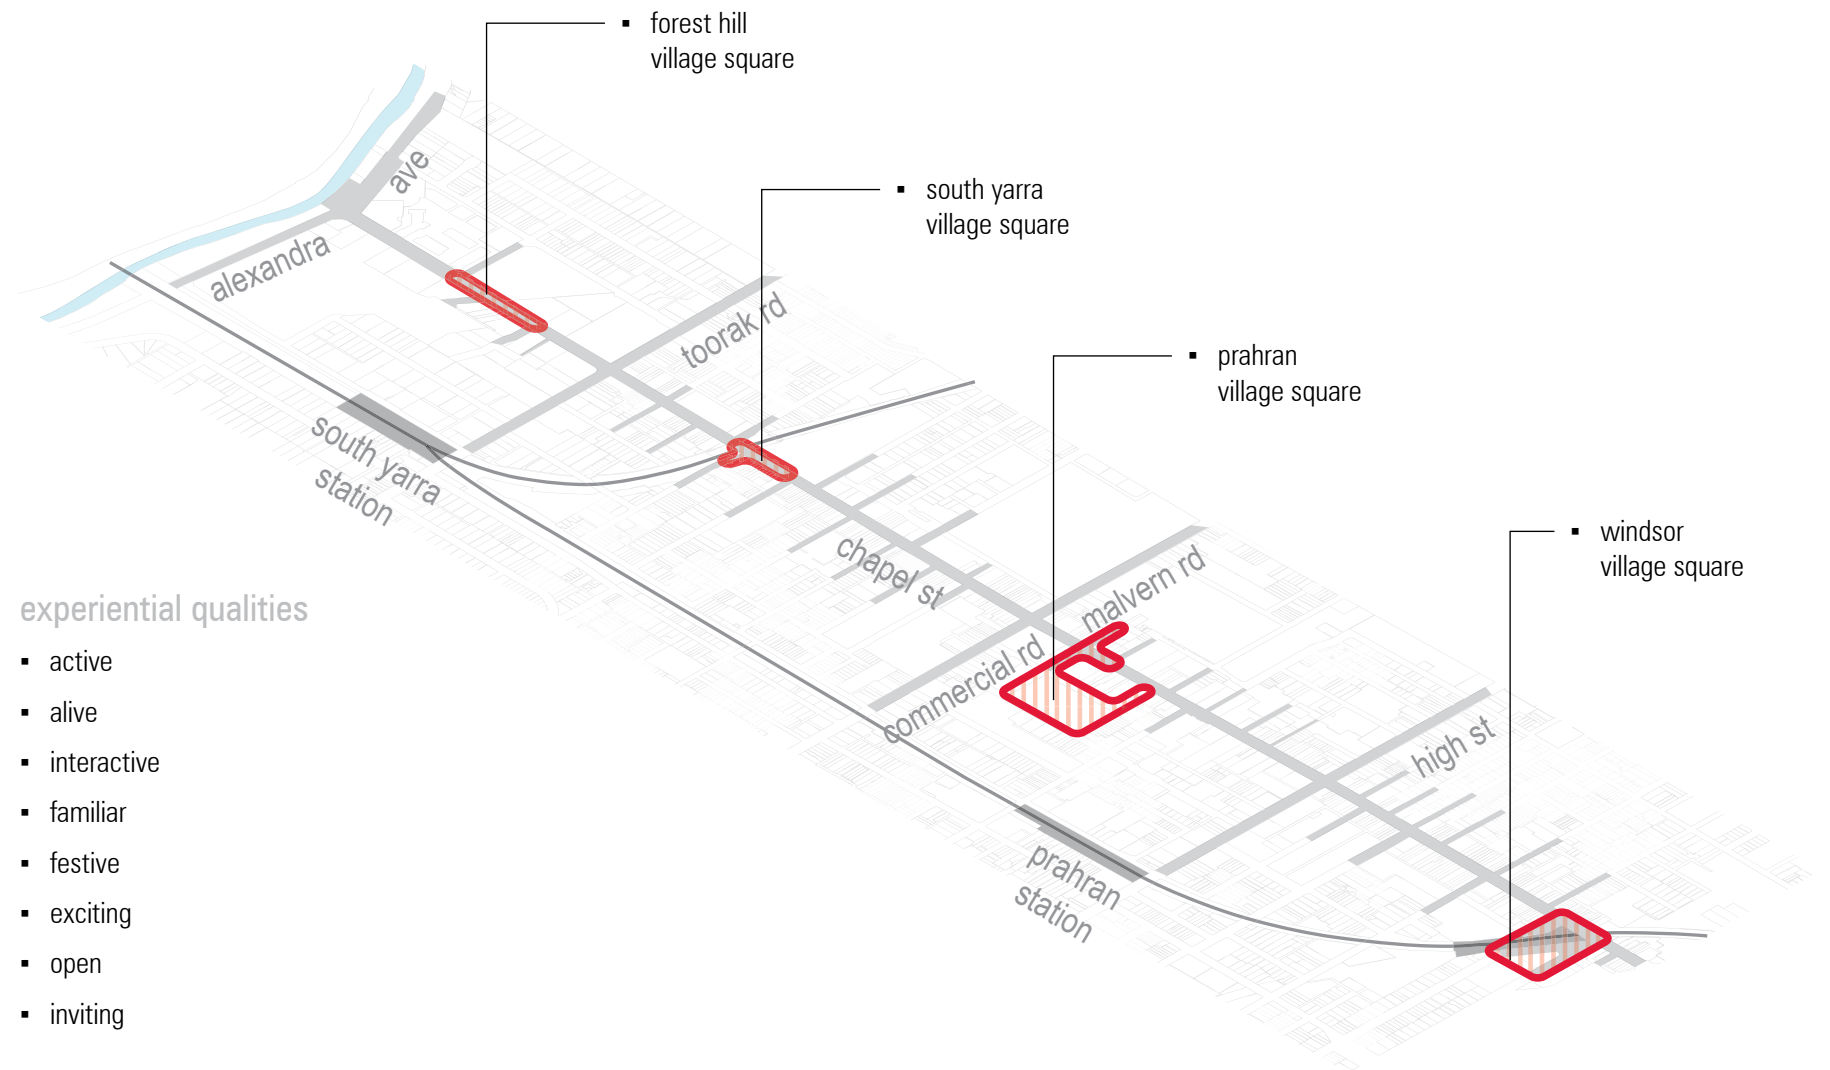 ▪ forest hill
village square
▪ south yarra
village square
▪ prahran
village square
▪ windsor
village square
ave
alexandra
toorak rd
south yarra
station
chapel st
malvern rd
commercial rd
high st
prahran
station
experiential qualities
▪ active
▪ alive
▪ interactive
▪ familiar
▪ festive
▪ exciting
▪ open
▪ inviting